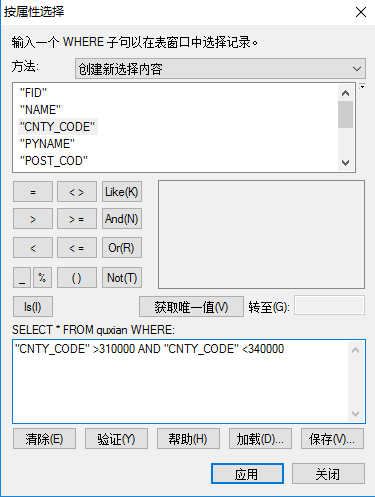 按属性选择
输入一个 WHERE 子句以在表窗口中选择记录。
方法:
创建新选择内容
"FID"
"NAME"
"CNTY_CODE"
"PYNAME"
"POST_COD"
= < > Like(K)
> > = And(N)
< < = Or(R)
_ % ( ) Not(T)
Is(I) 获取唯一值(V) 转至(G):
SELECT * FROM quxian WHERE:
"CNTY_CODE" >310000 AND "CNTY_CODE" <340000
清除(E) 验证(Y) 帮助(H) 加载(D)... 保存(V)...
应用 关闭